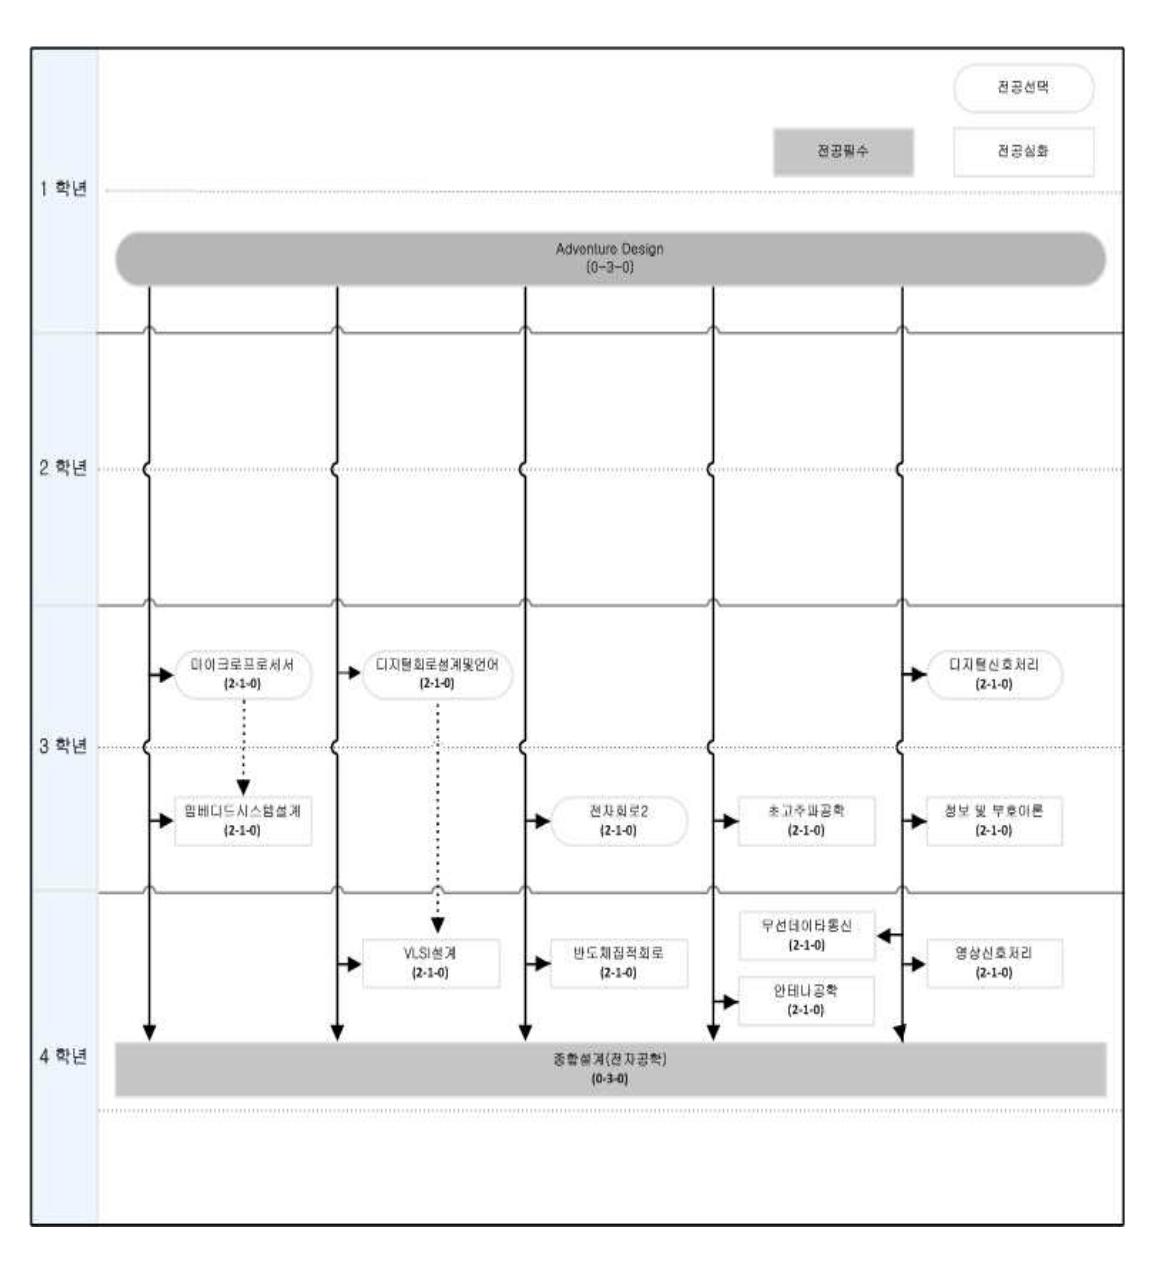 전공선택
전공필수
전공심화
1 학년
Adventure Design
(0-3-0)
2 학년
마이크로프로세서
(2-1-0)
디지털회로설계및언어
(2-1-0)
디지털신호처리
(2-1-0)
3 학년
임베디드시스템설계
(2-1-0)
전자회로2
(2-1-0)
초고주파공학
(2-1-0)
정보 및 부호이론
(2-1-0)
무선데이타통신
(2-1-0)
VLSI설계
(2-1-0)
반도체집적회로
(2-1-0)
영상신호처리
(2-1-0)
안테나공학
(2-1-0)
4 학년
종합설계(전자공학)
(0-3-0)